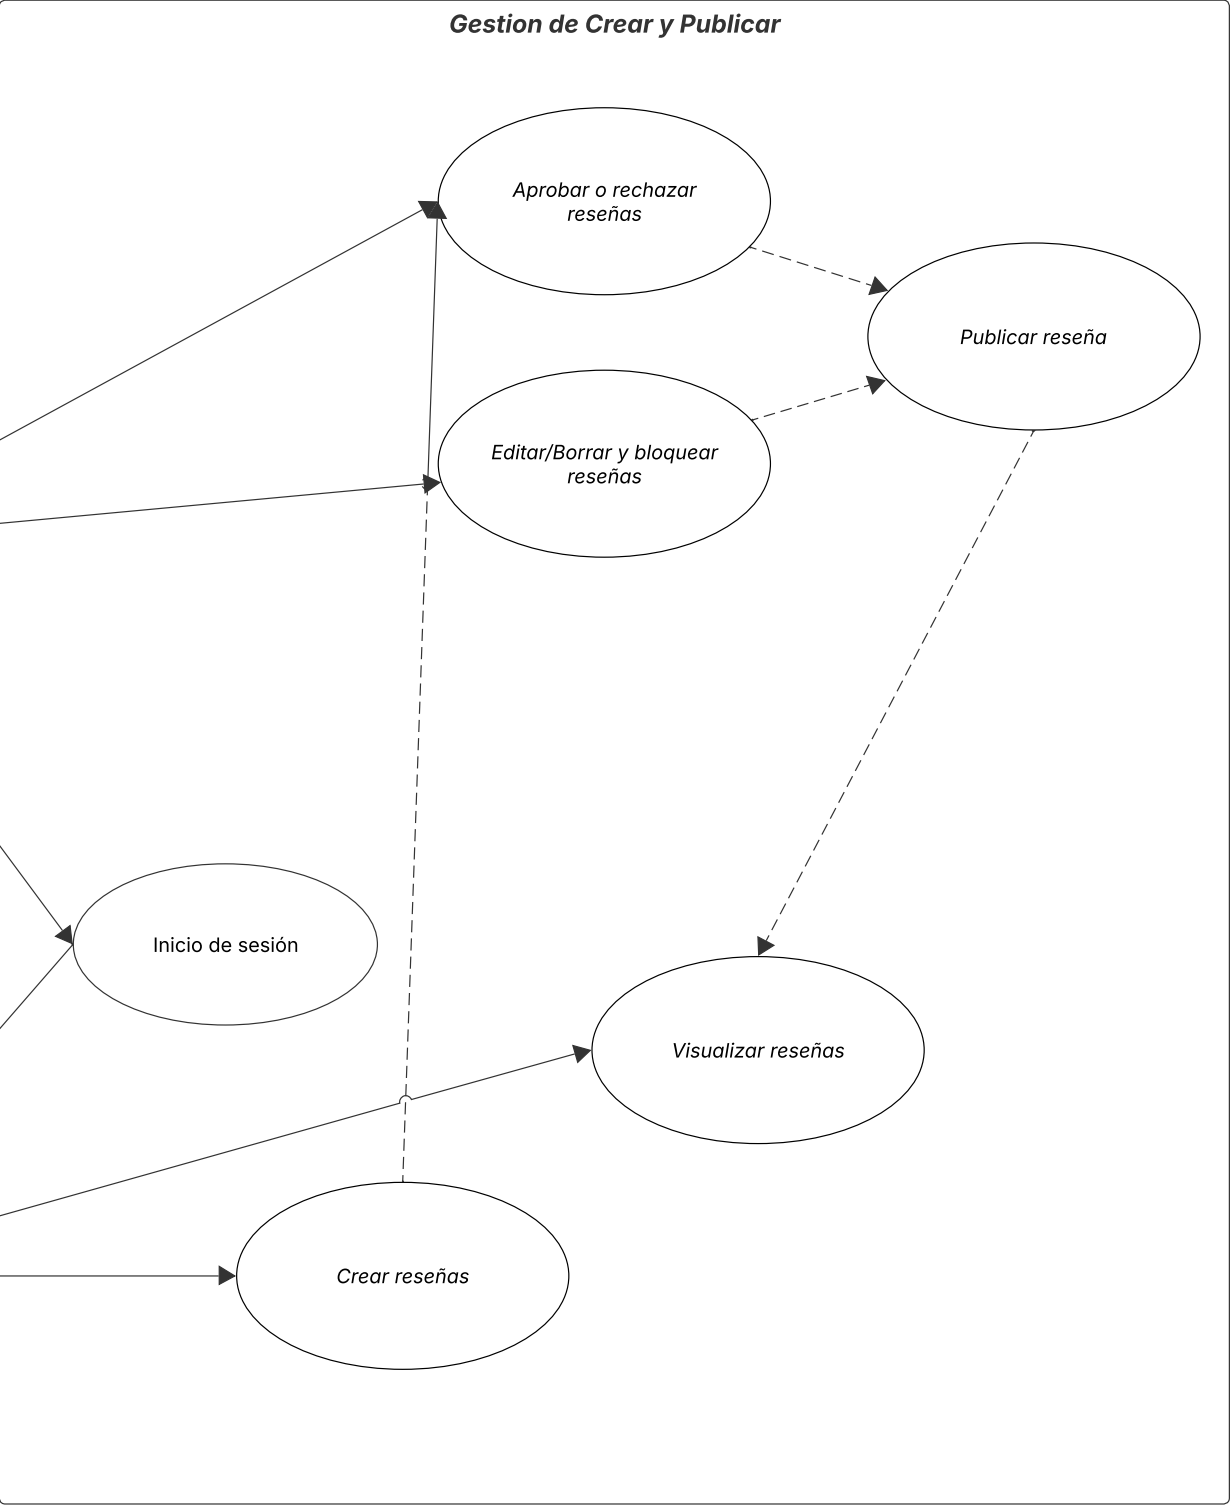 Gestion de Crear y Publicar
Aprobar o rechazar
reseñas
Publicar reseña
Editar/Borrar y bloquear
reseñas
Inicio de sesión
Visualizar reseñas
Crear reseñas